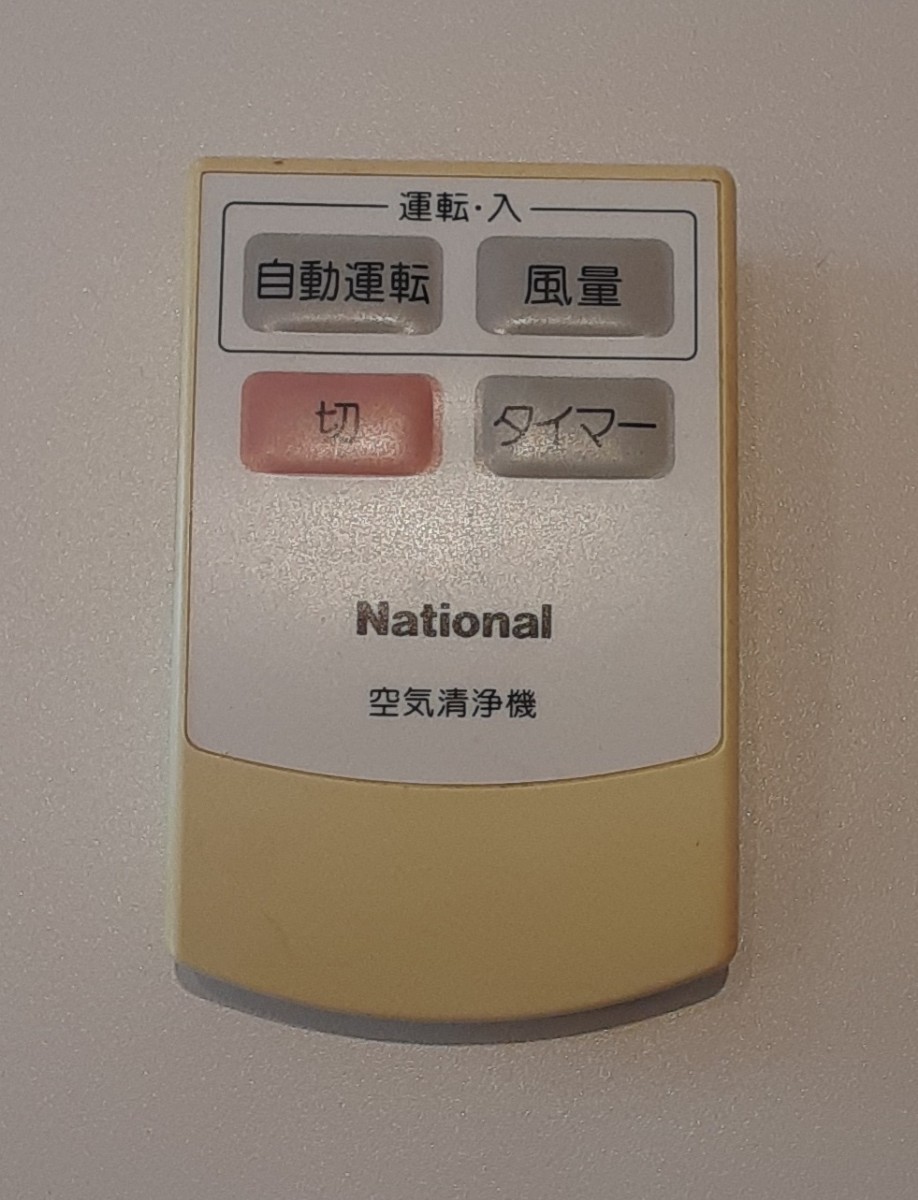 運転・入
自動運転 風量
切 タイマー
National
空気清浄機